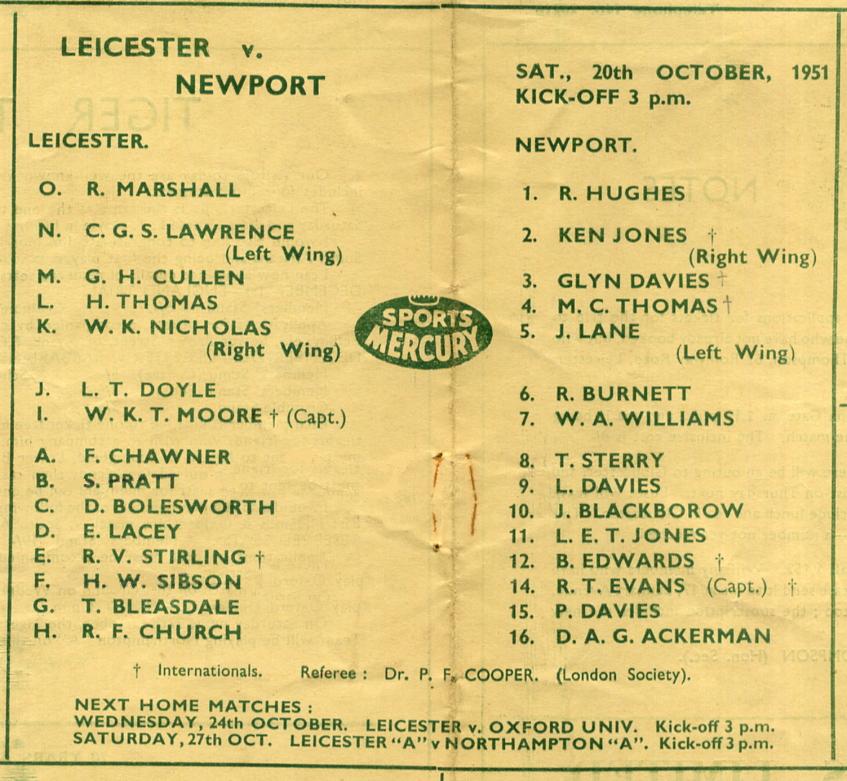 LEICESTER v.
NEWPORT
SAT., 20th OCTOBER, 1951
KICK-OFF 3 p.m.
LEICESTER.
O. R. MARSHALL
N. C. G. S. LAWRENCE
(Left Wing)
M. G. H. CULLEN
L. H. THOMAS
K. W. K. NICHOLAS
(Right Wing)
J. L. T. DOYLE
I. W. K. T. MOORE † (Capt.)
A. F. CHAWNER
B. S. PRATT
C. D. BOLESWORTH
D. E. LACEY
E. R. V. STIRLING †
F. H. W. SIBSON
G. T. BLEASDALE
H. R. F. CHURCH
SPORTS
MERCURY
NEWPORT.
1. R. HUGHES
2. KEN JONES †
(Right Wing)
3. GLYN DAVIES †
4. M. C. THOMAS †
5. J. LANE
(Left Wing)
6. R. BURNETT
7. W. A. WILLIAMS
8. T. STERRY
9. L. DAVIES
10. J. BLACKBOROW
11. L. E. T. JONES
12. B. EDWARDS †
14. R. T. EVANS (Capt.) †
15. P. DAVIES
16. D. A. G. ACKERMAN
† Internationals. Referee : Dr. P. F. COOPER. (London Society).
NEXT HOME MATCHES :
WEDNESDAY, 24th OCTOBER. LEICESTER v. OXFORD UNIV. Kick-off 3 p.m.
SATURDAY, 27th OCT. LEICESTER "A" v NORTHAMPTON "A". Kick-off 3 p.m.